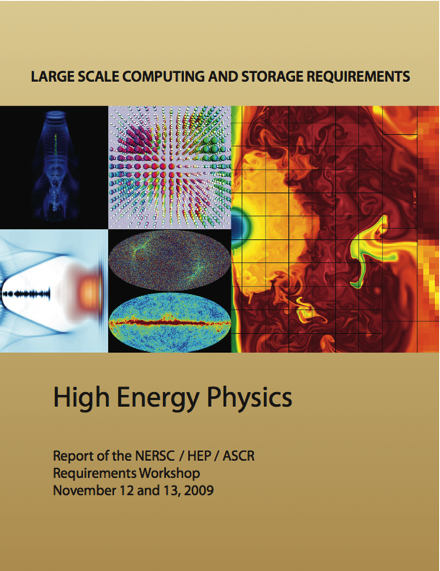 LARGE SCALE COMPUTING AND STORAGE REQUIREMENTS
High Energy Physics
Report of the NERSC / HEP / ASCR
Requirements Workshop
November 12 and 13, 2009